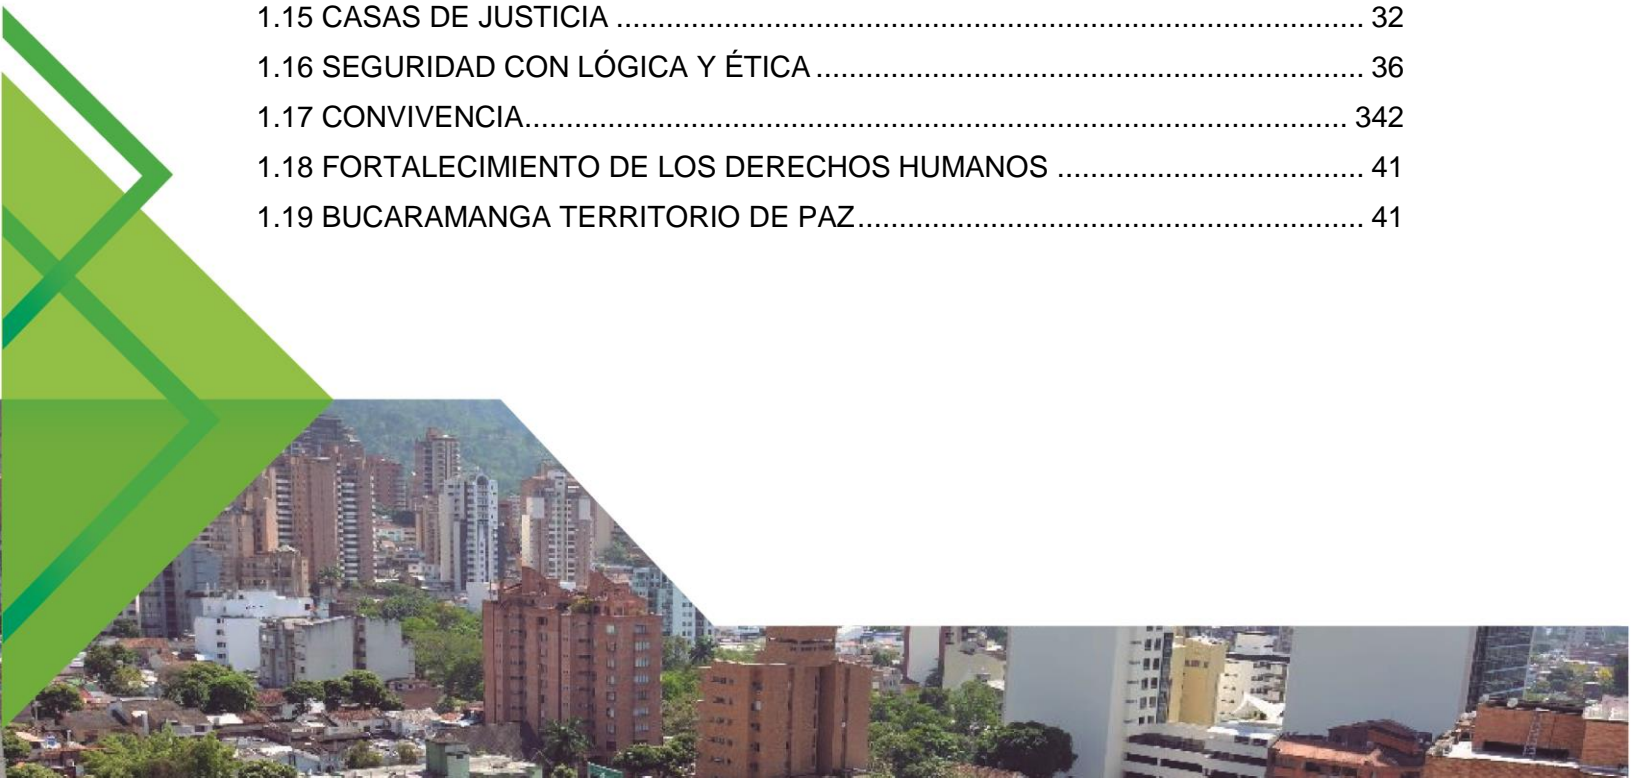 1.15 CASAS DE JUSTICIA ........................................................................................... 32
1.16 SEGURIDAD CON LÓGICA Y ÉTICA ................................................................... 36
1.17 CONVIVENCIA.................................................................................................... 342
1.18 FORTALECIMIENTO DE LOS DERECHOS HUMANOS ..................................... 41
1.19 BUCARAMANGA TERRITORIO DE PAZ.............................................................. 41